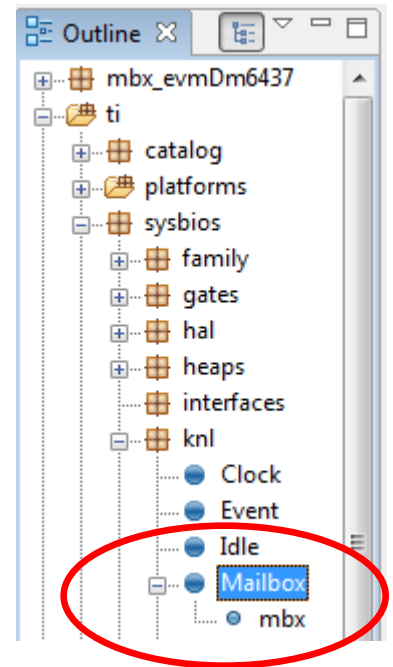 Outline
mbx_evmDm6437
ti
catalog
platforms
sysbios
family
gates
hal
heaps
interfaces
knl
Clock
Event
Idle
Mailbox
mbx